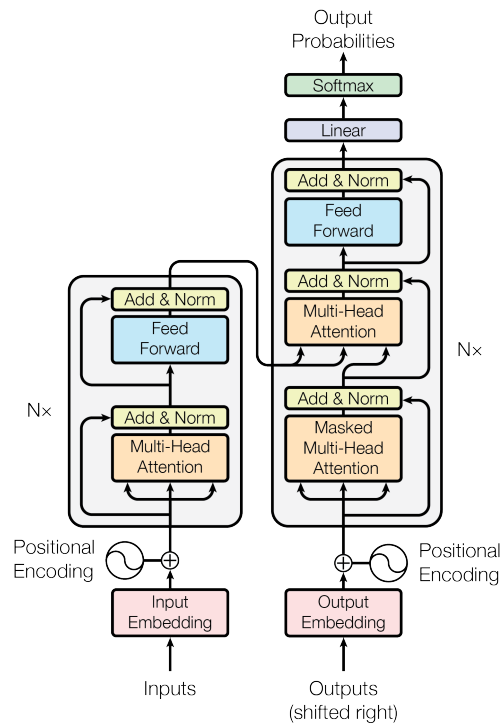 Output
Probabilities
Softmax
Linear
Add & Norm
Feed
Forward
Add & Norm
Multi-Head
Attention
Add & Norm
Masked
Multi-Head
Attention
Nx
Add & Norm
Feed
Forward
Add & Norm
Multi-Head
Attention
Nx
Positional
Encoding
Positional
Encoding
Input
Embedding
Output
Embedding
Inputs
Outputs
(shifted right)